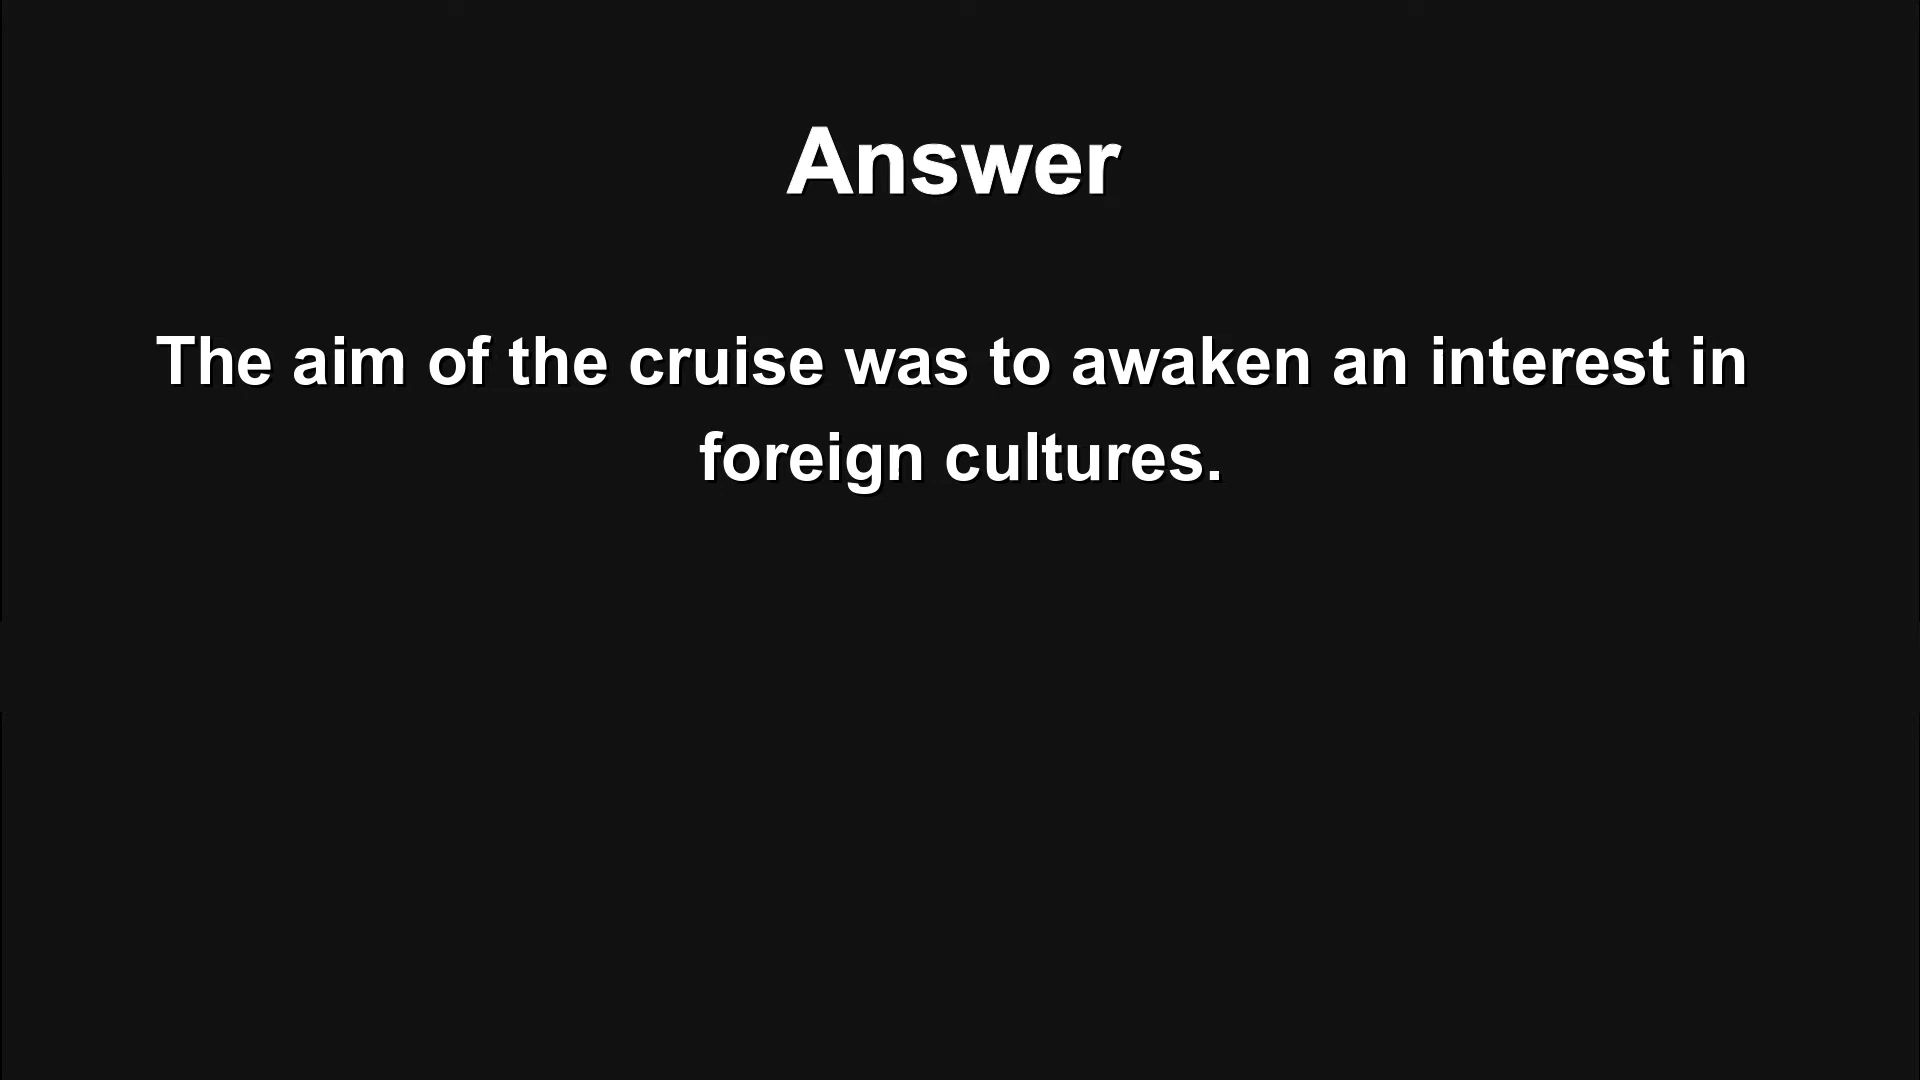 Answer
The aim of the cruise was to awaken an interest in
foreign cultures.